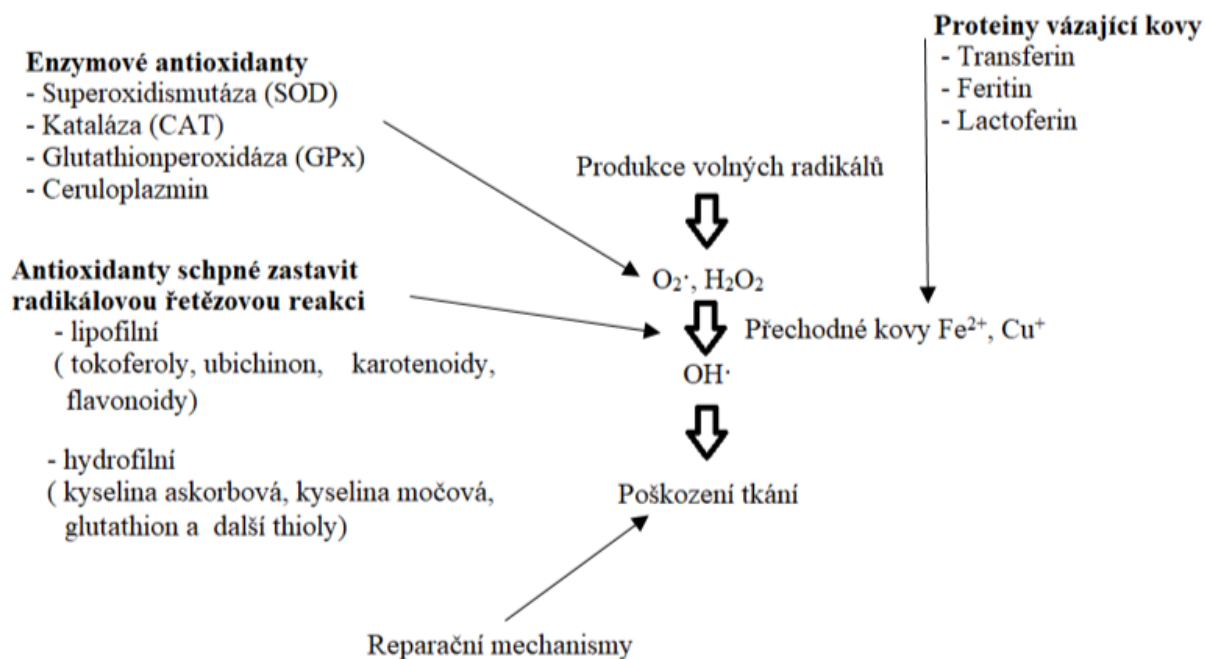 Proteiny vázající kovy
- Transferin
- Feritin
- Lactoferin
Enzymové antioxidanty
- Superoxidismutáza (SOD)
- Kataláza (CAT)
- Glutathionperoxidáza (GPx)
- Ceruloplazmin
Produkce volných radikálů
O₂·, H₂O₂
Antioxidanty schpné zastavit
radikálovou řetězovou reakci
- lipofilní
( tokoferoly, ubichinon, karotenoidy,
flavonoidy)
Přechodné kovy Fe²⁺, Cu⁺
OH·
- hydrofilní
( kyselina askorbová, kyselina močová,
glutathion a další thioly)
Poškození tkání
Reparační mechanismy